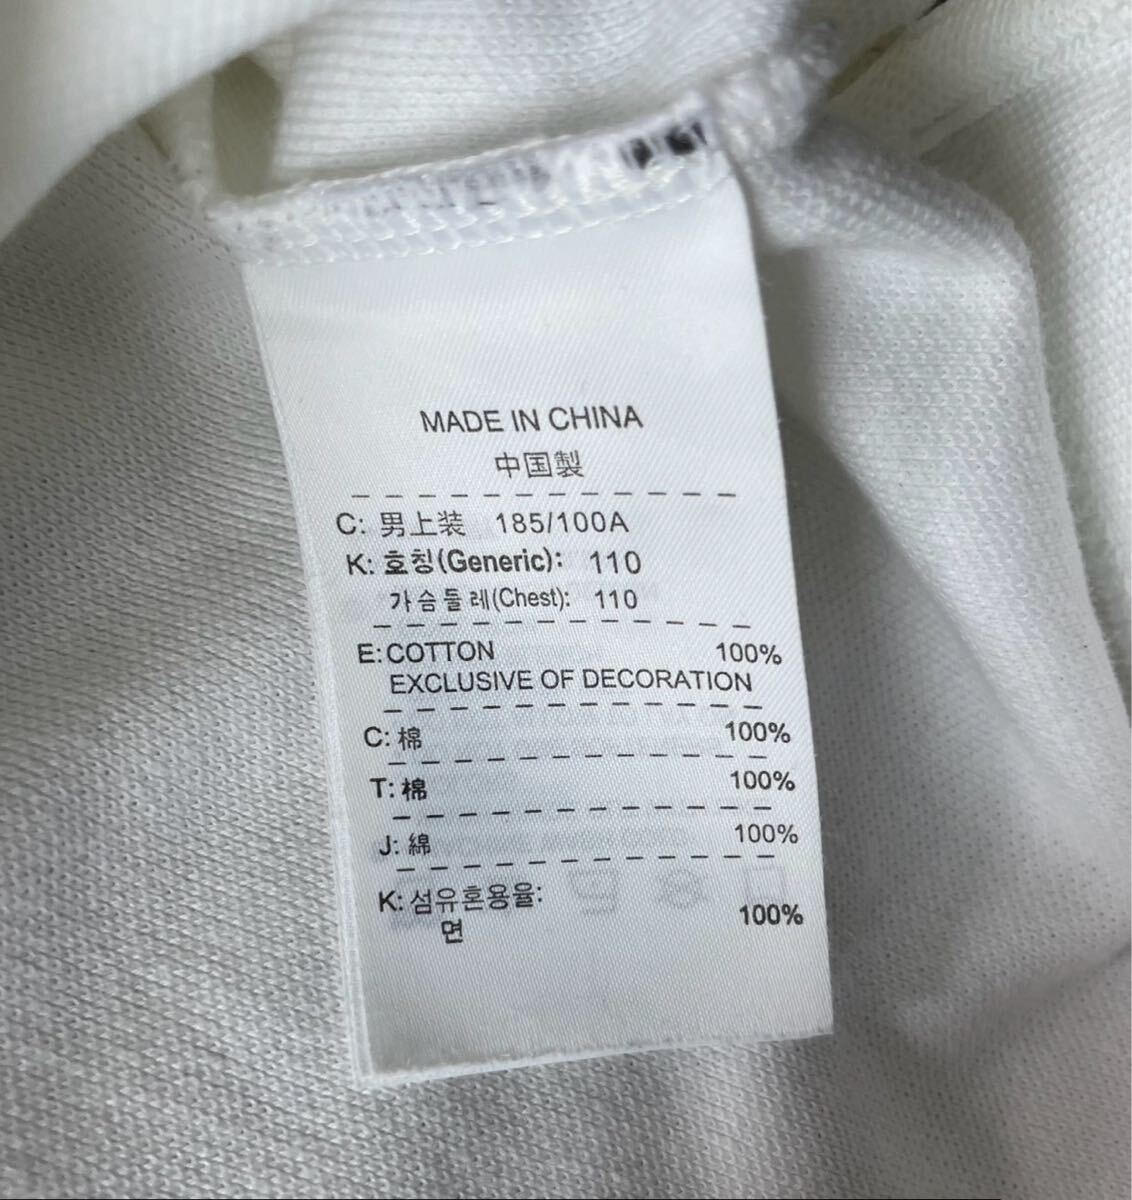 MADE IN CHINA
中国製
C: 男上装 185/100A
K: 호칭(Generic): 110
가슴둘레(Chest): 110
E: COTTON 100%
EXCLUSIVE OF DECORATION
C: 棉 100%
T: 棉 100%
J: 綿 100%
K: 섬유혼용율:
면 100%